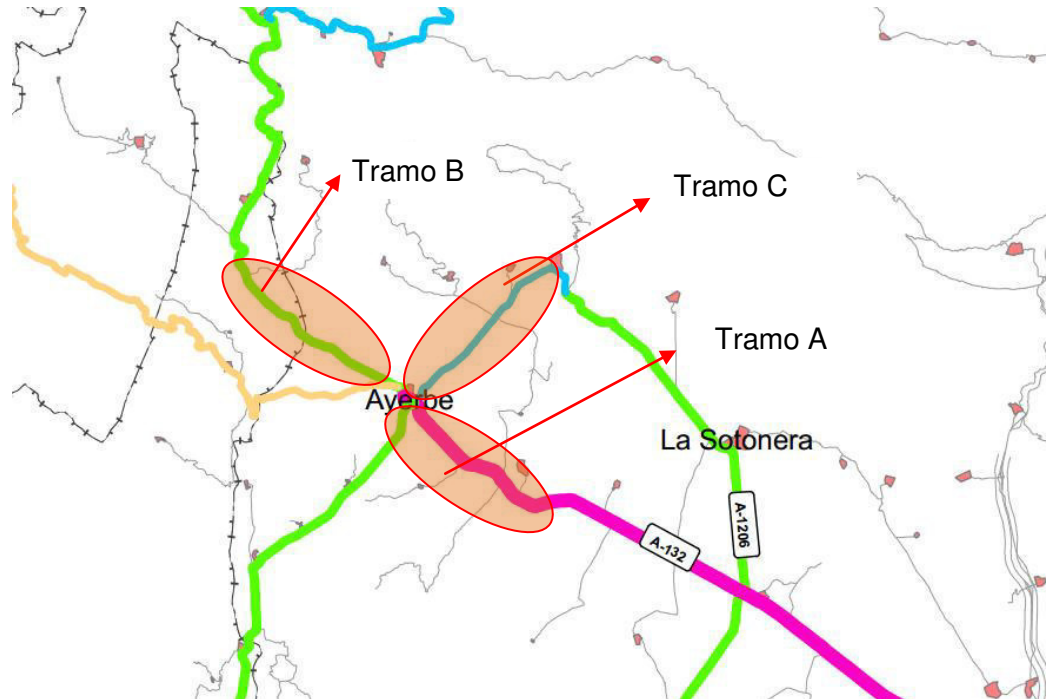 Tramo B
Tramo C
Tramo A
Ayerbe
La Sotonera
A-1206
A-132